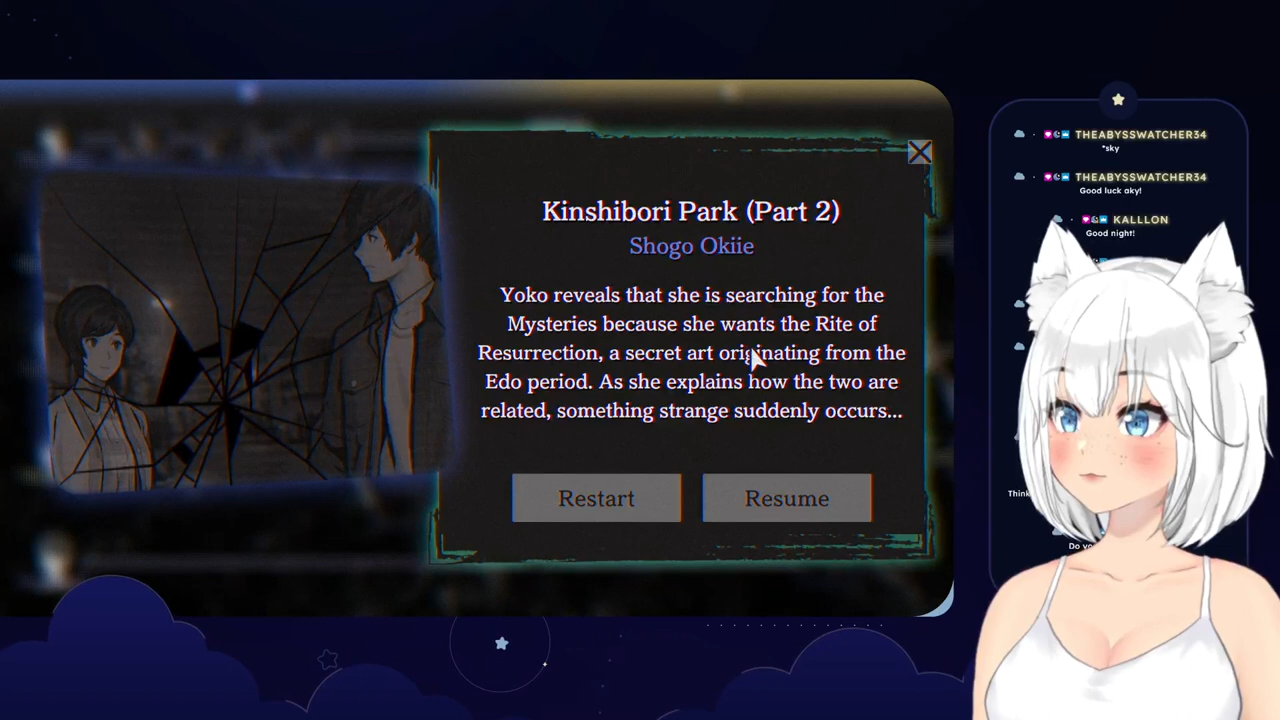 Kinshibori Park (Part 2)
Shogo Okiie
Yoko reveals that she is searching for the
Mysteries because she wants the Rite of
Resurrection, a secret art originating from the
Edo period. As she explains how the two are
related, something strange suddenly occurs...
Restart
Resume
THEABYSSWATCHER34
*sky
THEABYSSWATCHER34
Good luck aky!
KALLLON
Good night!
Think
Do